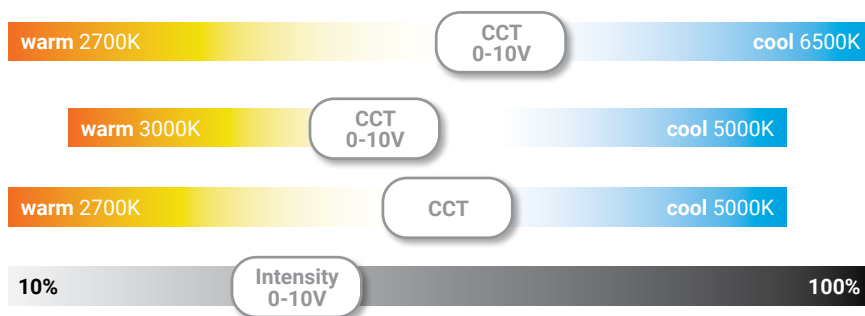 warm 2700K
CCT
0-10V
cool 6500K
warm 3000K
CCT
0-10V
cool 5000K
warm 2700K
CCT
cool 5000K
10%
Intensity
0-10V
100%